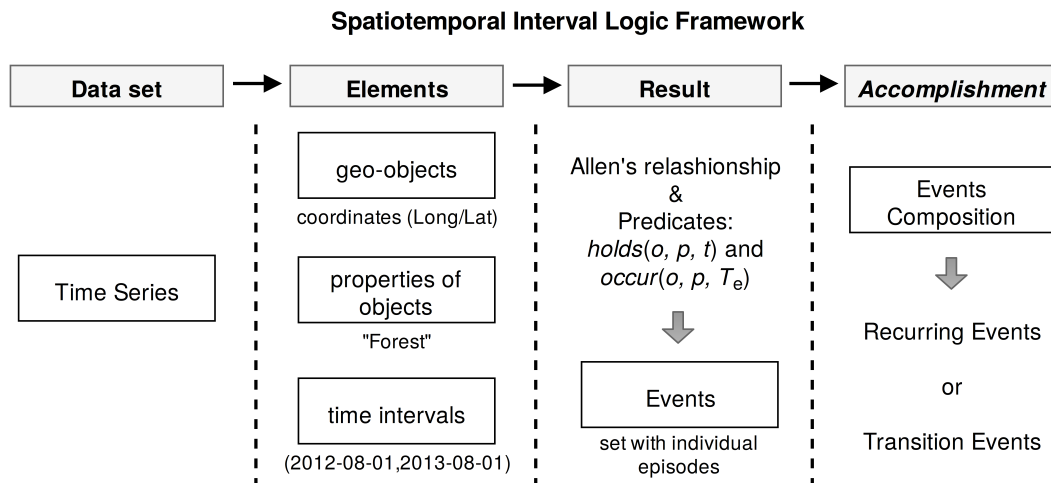 Spatiotemporal Interval Logic Framework
Data set
Elements
Result
Accomplishment
Time Series
geo-objects
coordinates (Long/Lat)
properties of
objects
"Forest"
time intervals
(2012-08-01,2013-08-01)
Allen's relashionship
&
Predicates:
holds(o, p, t) and
occur(o, p, Te)
Events
set with individual
episodes
Events
Composition
Recurring Events
or
Transition Events